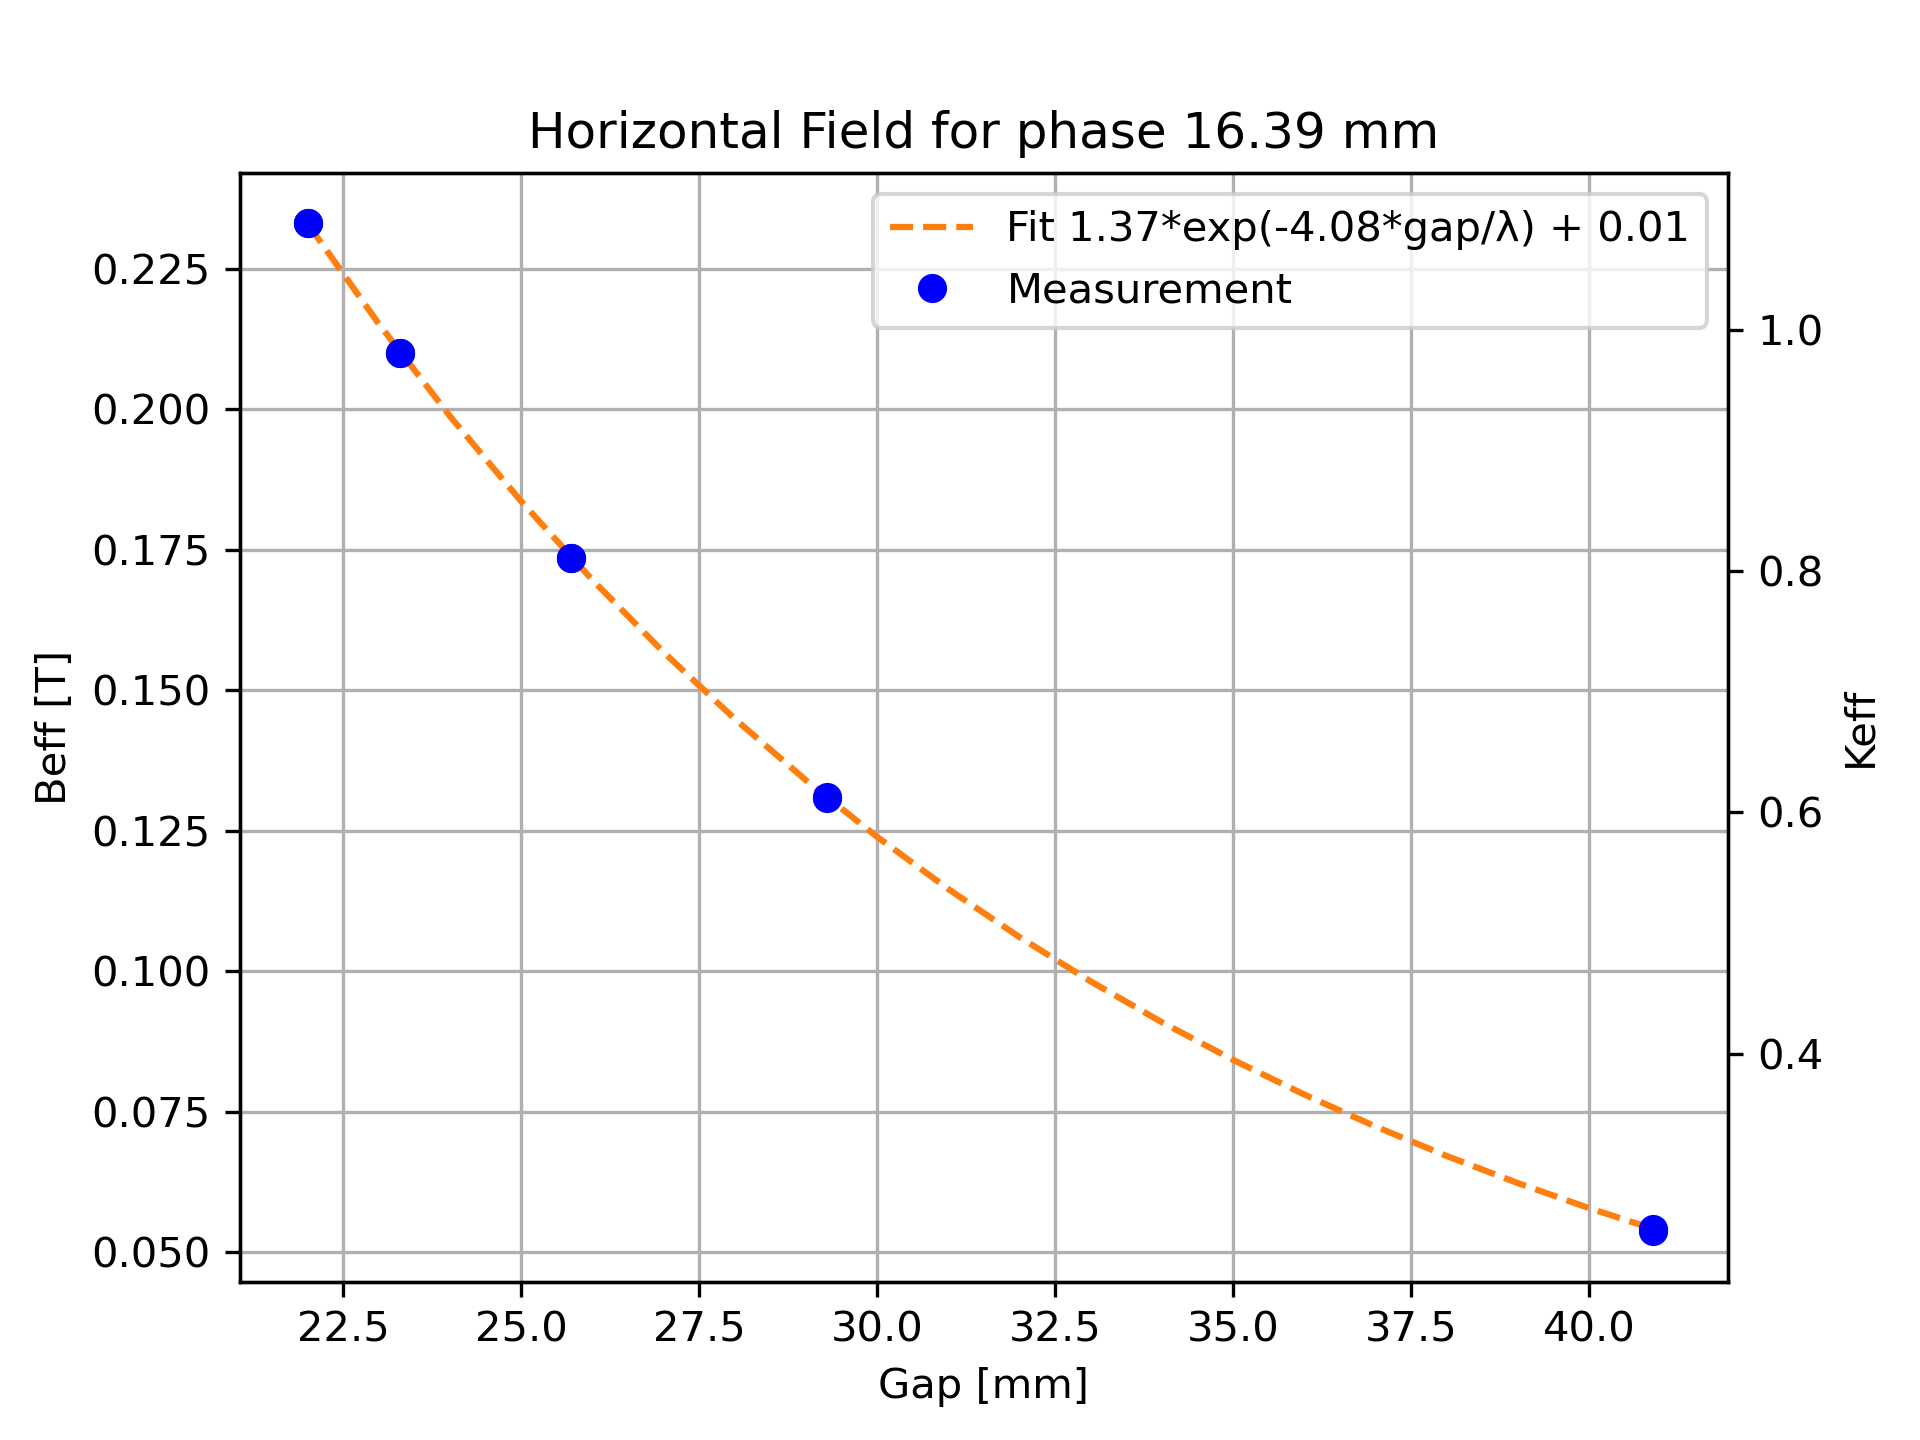 Horizontal Field for phase 16.39 mm
Fit 1.37*exp(-4.08*gap/λ) + 0.01
Measurement
0.225
0.200
0.175
0.150
0.125
0.100
0.075
0.050
Beff [T]
1.0
0.8
0.6
0.4
Keff
22.5 25.0 27.5 30.0 32.5 35.0 37.5 40.0
Gap [mm]